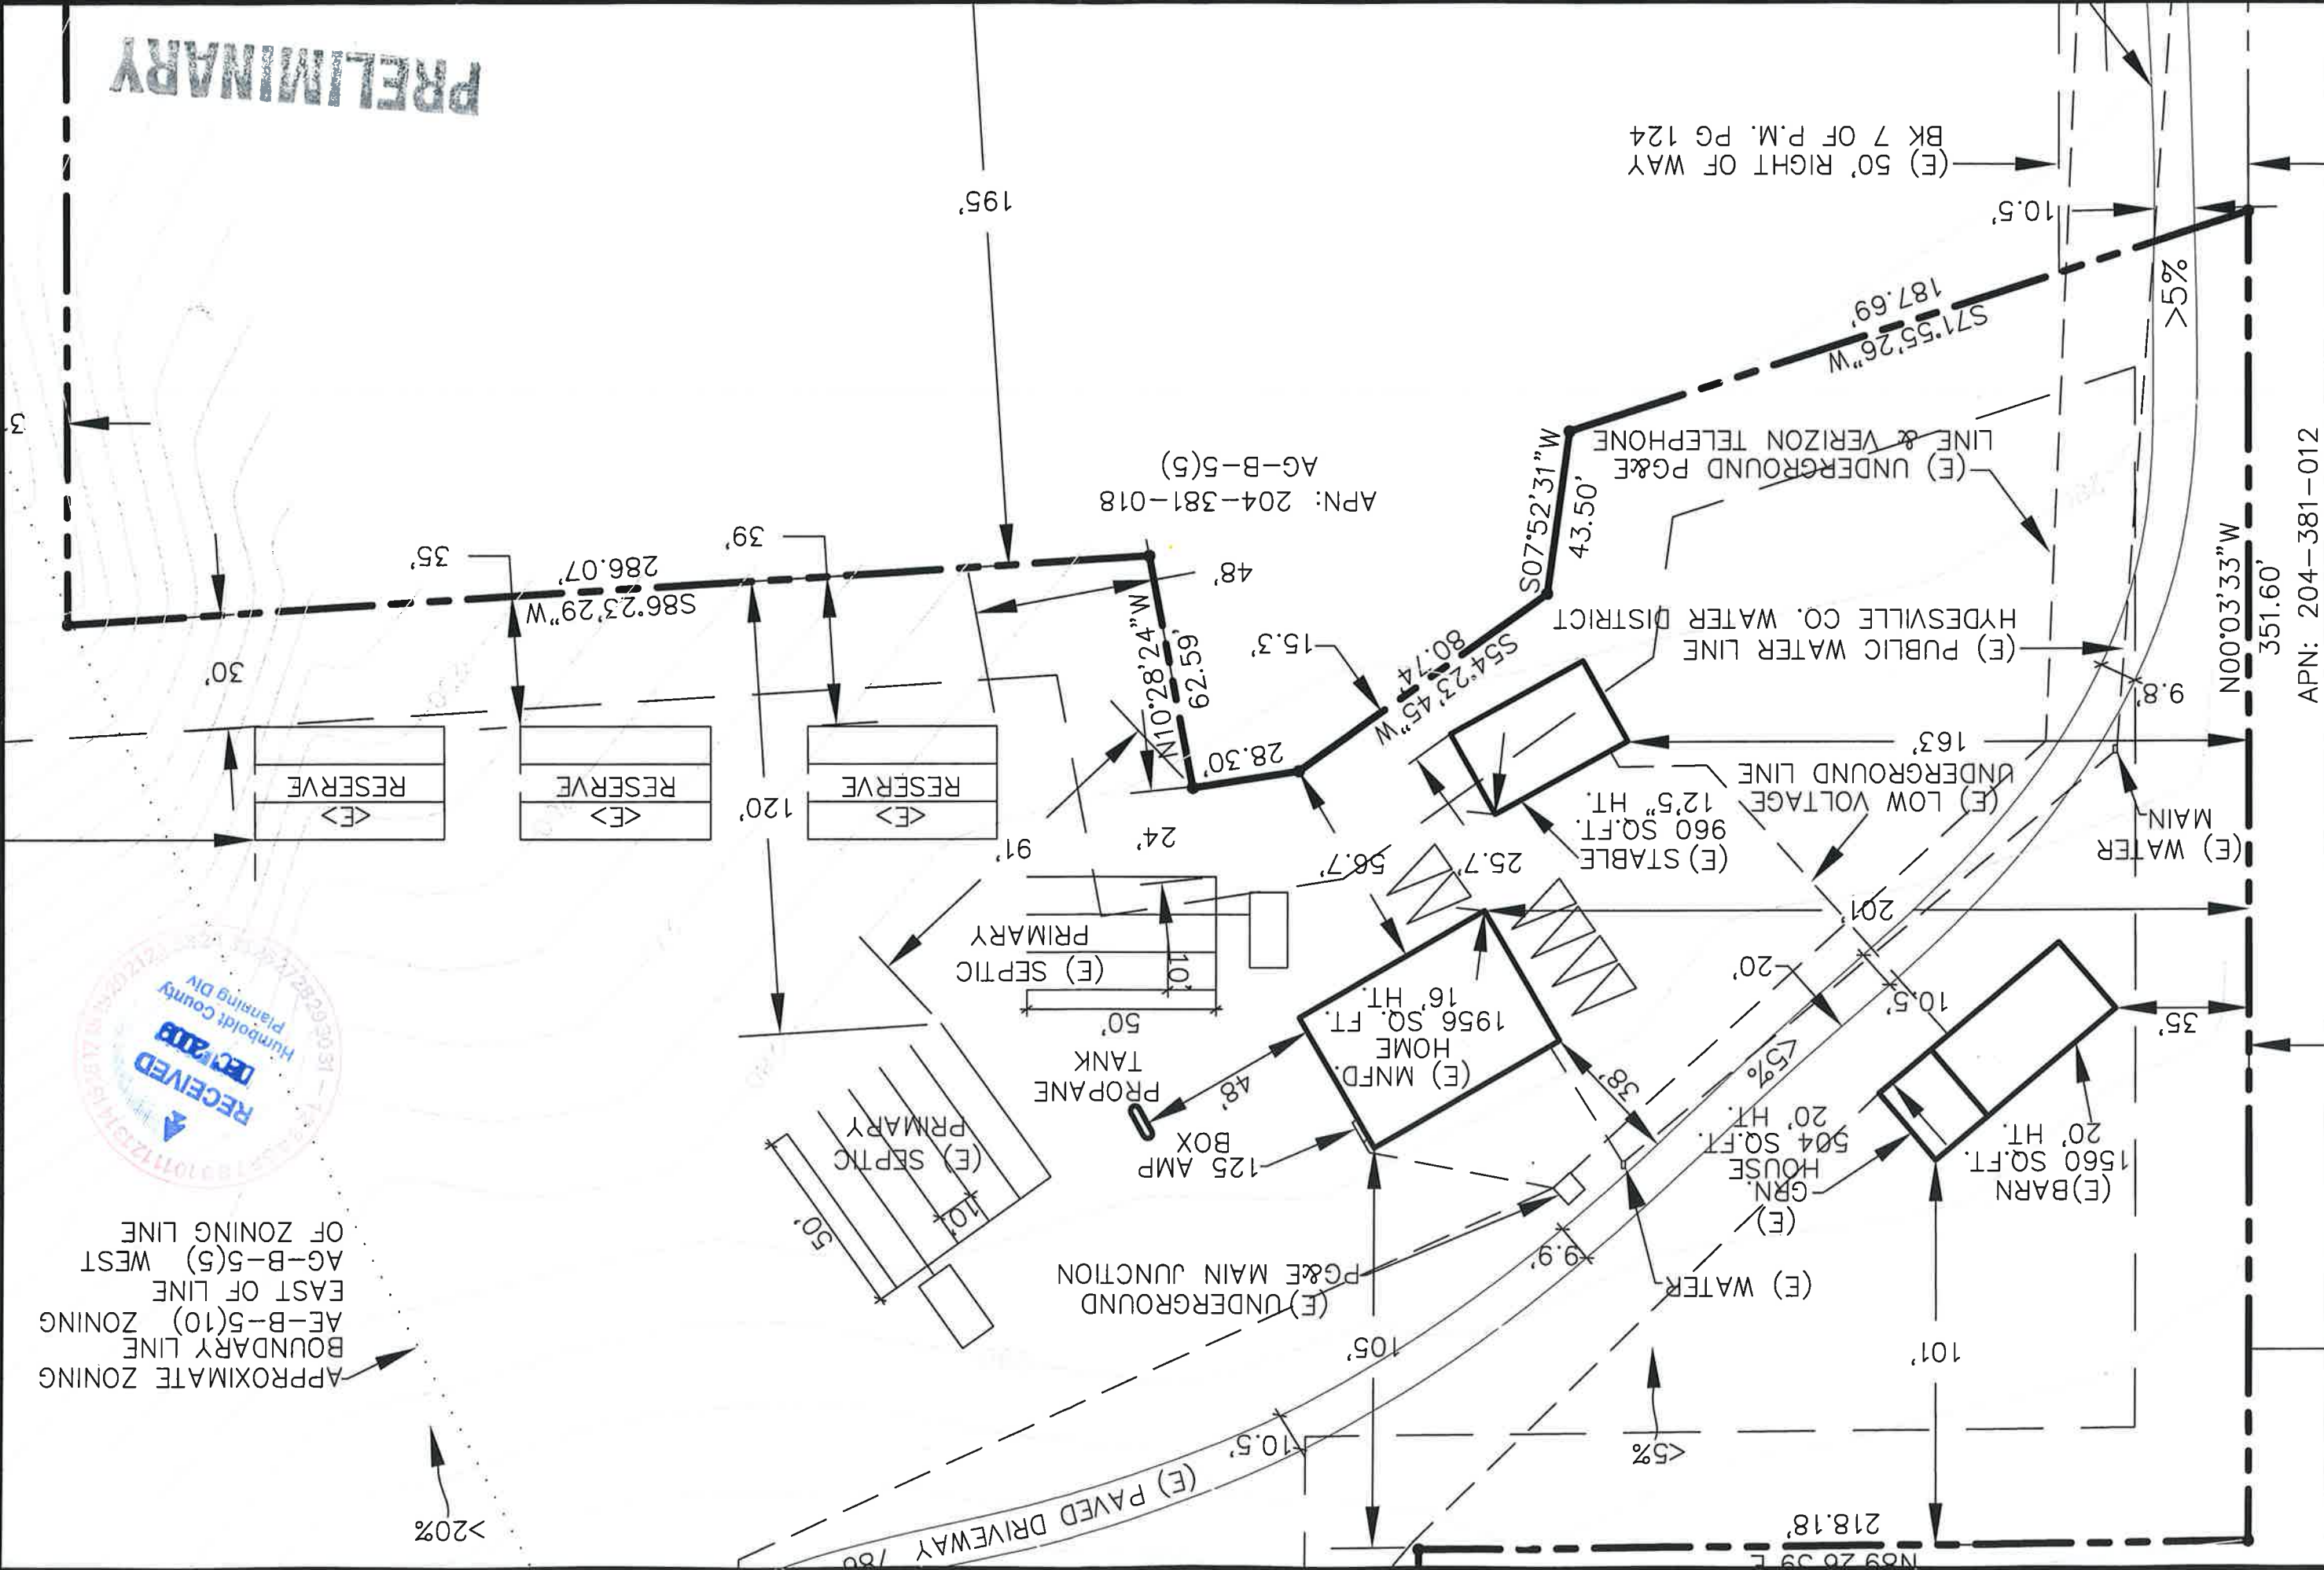 N89°26'39"E
218.18'
(E) PAVED DRIVEWAY
10.5'
<5%
>20%
101'
105'
APPROXIMATE ZONING
BOUNDARY LINE
AE-B-5(10) ZONING
EAST OF LINE
AG-B-5(5) WEST
OF ZONING LINE
(E) WATER
9.9'
(E) UNDERGROUND
PG&E MAIN JUNCTION
(E)BARN
1560 SQ.FT.
20' HT.
(E)
GRN.
HOUSE
504 SQ.FT.
20' HT.
<5%
38'
125 AMP
BOX
(E) SEPTIC
PRIMARY
10'
50'
48'
PROPANE
TANK
(E) MNFD.
HOME
1956 SQ. FT.
16' HT.
35'
10.5'
20'
50'
(E) SEPTIC
PRIMARY
10'
RECEIVED
DEC 2009
Humboldt County
Planning Div
201'
25.7'
56.7'
24'
91'
(E) WATER
MAIN
(E) STABLE
960 SQ.FT.
12'5" HT.
(E) LOW VOLTAGE
UNDERGROUND LINE
163'
120'
<E>
RESERVE
<E>
RESERVE
<E>
RESERVE
28.30'
9.8'
30'
(E) PUBLIC WATER LINE
HYDESVILLE CO. WATER DISTRICT
15.3'
S54°23'45"W
80.74'
N10°28'24"W
62.59'
48'
S86°23'29"W
286.07'
39'
35'
N00°03'33"W
351.60'
APN: 204-381-012
S07°52'31"W
43.50'
(E) UNDERGROUND PG&E
LINE & VERIZON TELEPHONE
APN: 204-381-018
AG-B-5(5)
S71°55'26"W
187.69'
>5%
10.5'
195'
(E) 50' RIGHT OF WAY
BK 7 OF P.M. PG 124
PRELIMINARY